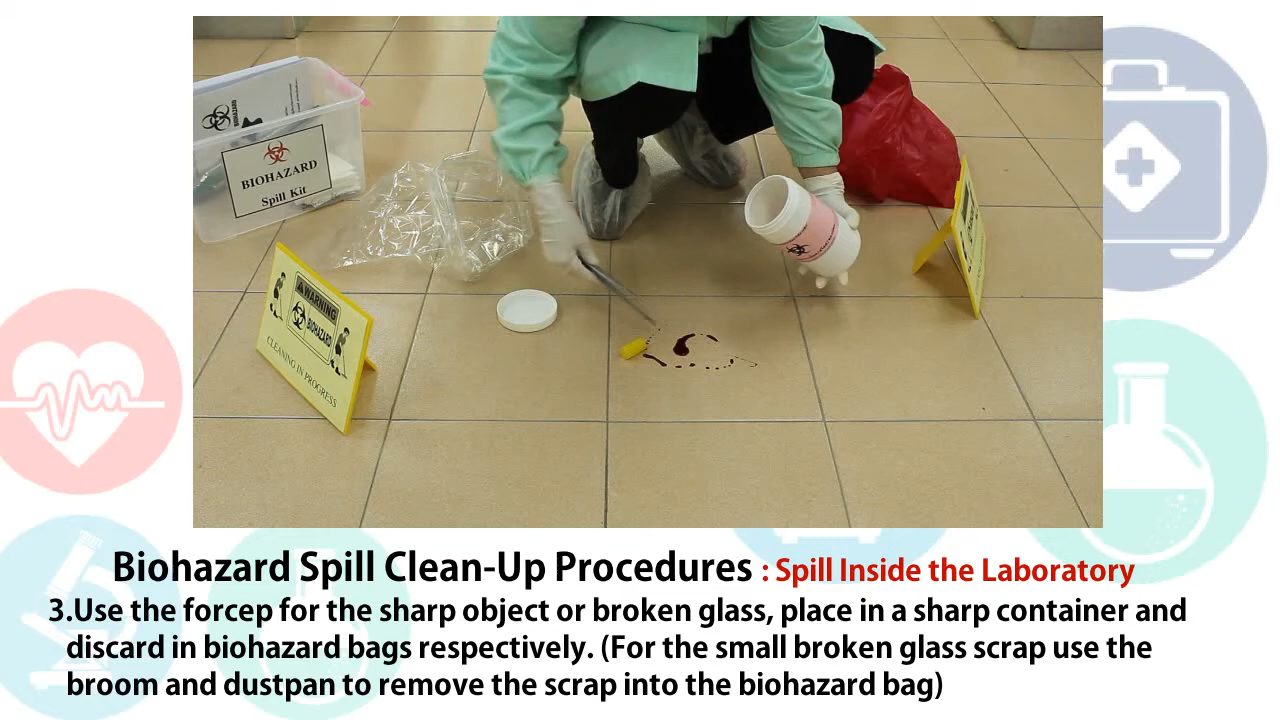 BIOHAZARD
BIOHAZARD
Spill Kit
WARNING
BIOHAZARD
CLEANING IN PROGRESS
Biohazard Spill Clean-Up Procedures : Spill Inside the Laboratory
3.Use the forcep for the sharp object or broken glass, place in a sharp container and
discard in biohazard bags respectively. (For the small broken glass scrap use the
broom and dustpan to remove the scrap into the biohazard bag)